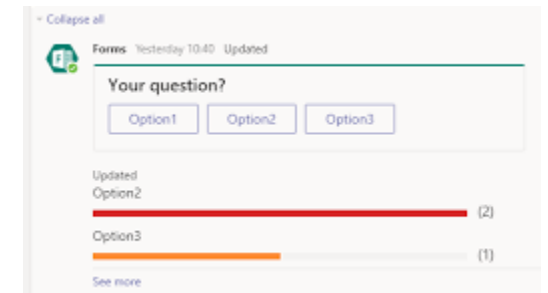 Collapse all
Forms Yesterday 10:40 Updated
Your question?
Option1 Option2 Option3
Updated
Option2
(2)
Option3
(1)
See more